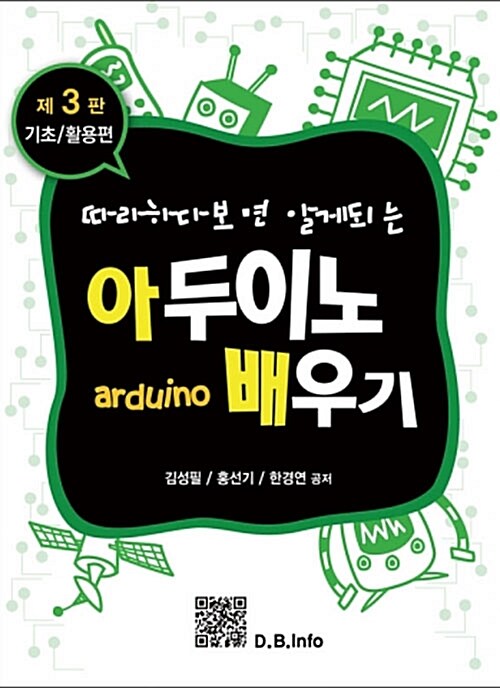 제 3 판
기초/활용편
따라하다보면 알게되는
아두이노
arduino 배우기
김성필 / 홍선기 / 한경연 공저
D.B.Info